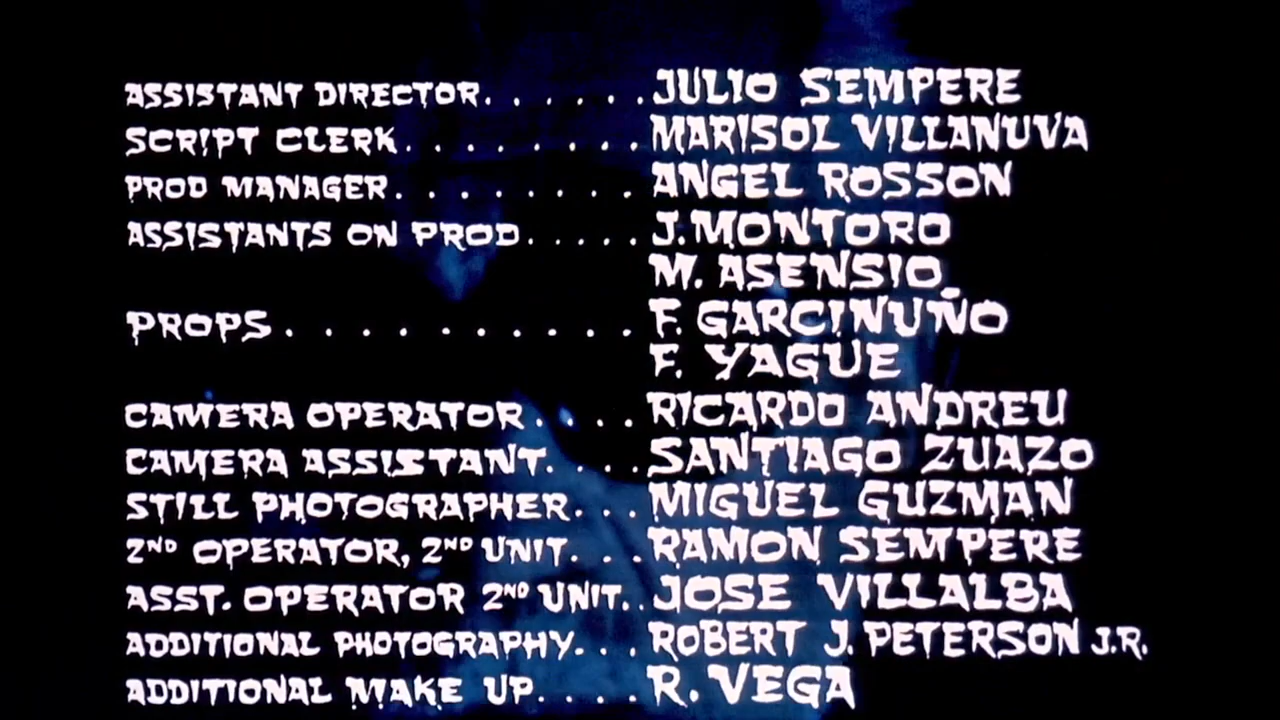 ASSISTANT DIRECTOR. . . . . . .JULIO SEMPERE
SCRIPT CLERK. . . . . . . . . .MARISOL VILLANUVA
PROD MANAGER. . . . . . . . ANGEL ROSSON
ASSISTANTS ON PROD. . . . . J. MONTORO
M. ASENSIO
PROPS. . . . . . . . . . F. GARCINUÑO
F. YAGUE
CAMERA OPERATOR. . . . RICARDO ANDREU
CAMERA ASSISTANT. . . . SANTIAGO ZUAZO
STILL PHOTOGRAPHER. . . MIGUEL GUZMAN
2ND OPERATOR, 2ND UNIT. . . RAMON SEMPERE
ASST. OPERATOR 2ND UNIT. . JOSE VILLALBA
ADDITIONAL PHOTOGRAPHY. . . ROBERT J. PETERSON J.R.
ADDITIONAL MAKE UP. . . . . R. VEGA